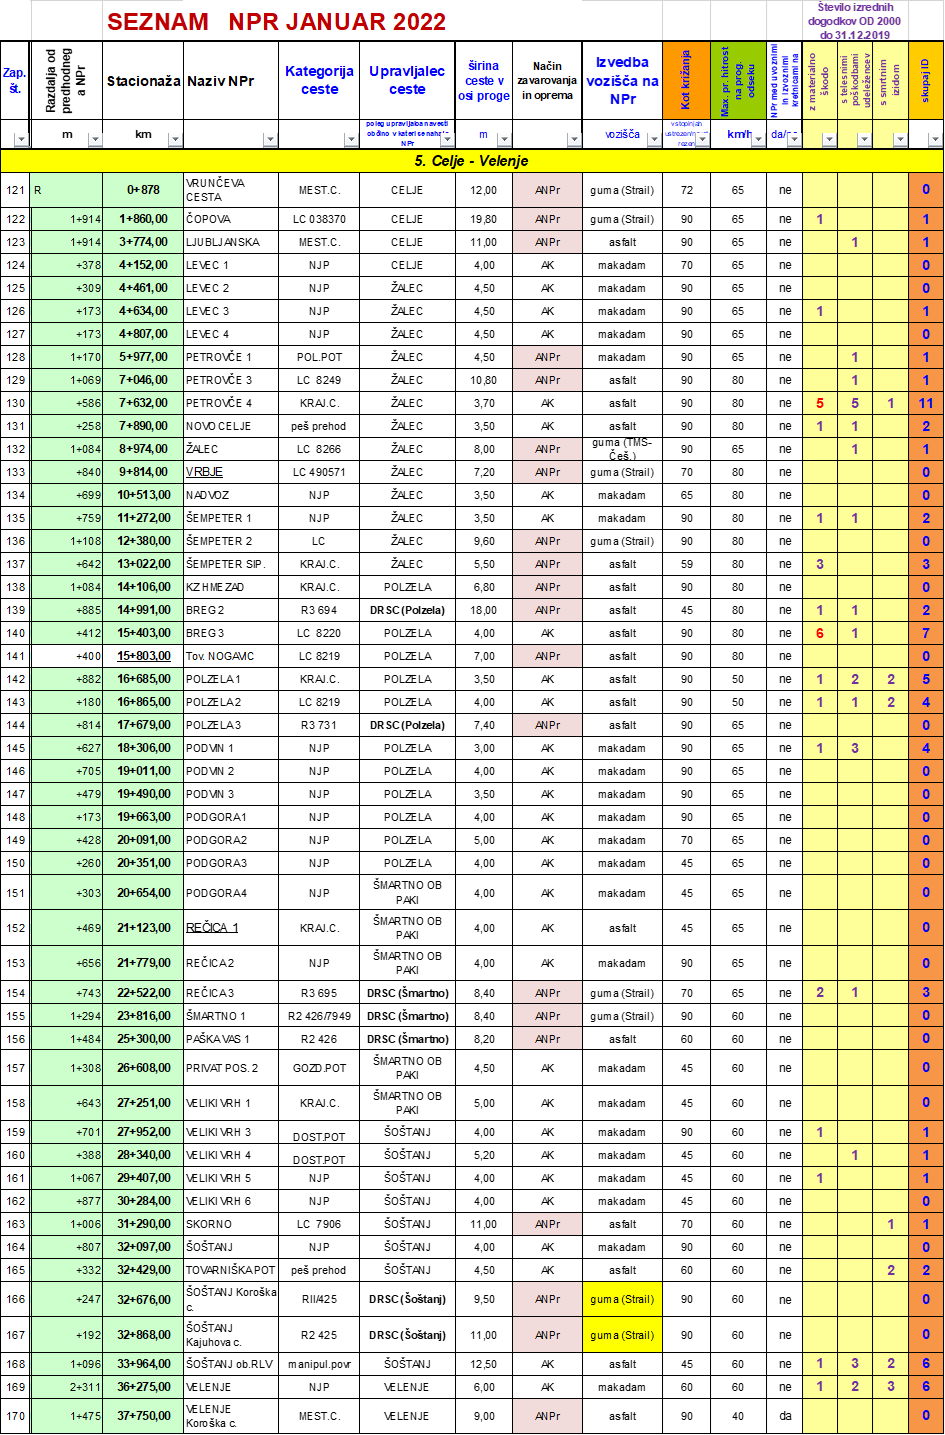 SEZNAM NPR JANUAR 2022
Število izrednih
dogodkov OD 2000
do 31.12.2019
Zap. št. Razdalja od predhodnega a NPr Stacionaža Naziv NPr Kategorija ceste Upravljalec ceste širina ceste v osi proge Način zavarovanja in oprema Izvedba vozišča na NPr Kot križanja Max. pr. hitrost na prog. odseku NPr med uvoznimi in izvoznimi kretnicami na z materialno škodo s telesnimi poškodbami udeležencev s smrtnim izidom skupaj ID
m km poleg upravljalca navesti občino v kateri se nahaja NPr m vozišča v stopinjah km/h da/ne
5. Celje - Velenje
121 R 0+878 VRUNČEVA CESTA MEST.C. CELJE 12,00 ANPr guma (Strail) 72 65 ne 0
122 1+914 1+860,00 ČOPOVA LC 038370 CELJE 19,80 ANPr guma (Strail) 90 65 ne 1 1
123 1+914 3+774,00 LJUBLJANSKA MEST.C. CELJE 11,00 ANPr asfalt 90 65 ne 1 1
124 +378 4+152,00 LEVEC 1 NJP CELJE 4,00 AK makadam 70 65 ne 0
125 +309 4+461,00 LEVEC 2 NJP ŽALEC 4,50 AK makadam 90 65 ne 0
126 +173 4+634,00 LEVEC 3 NJP ŽALEC 4,50 AK makadam 90 65 ne 1 1
127 +173 4+807,00 LEVEC 4 NJP ŽALEC 4,50 AK makadam 90 65 ne 0
128 1+170 5+977,00 PETROVČE 1 POL.POT ŽALEC 4,50 ANPr makadam 90 65 ne 1 1
129 1+069 7+046,00 PETROVČE 3 LC 8249 ŽALEC 10,80 ANPr asfalt 90 80 ne 1 1
130 +586 7+632,00 PETROVČE 4 KRAJ.C. ŽALEC 3,70 AK asfalt 90 80 ne 5 5 1 11
131 +258 7+890,00 NOVO CELJE peš prehod ŽALEC 3,50 AK asfalt 90 80 ne 1 1 2
132 1+084 8+974,00 ŽALEC LC 8266 ŽALEC 8,00 ANPr guma (TMS-Češ.) 90 65 ne 1 1
133 +840 9+814,00 VRBJE LC 490571 ŽALEC 7,20 ANPr guma (Strail) 70 80 ne 0
134 +699 10+513,00 NADVOZ NJP ŽALEC 3,50 AK makadam 65 80 ne 0
135 +759 11+272,00 ŠEMPETER 1 NJP ŽALEC 3,50 AK makadam 90 80 ne 1 1 2
136 1+108 12+380,00 ŠEMPETER 2 LC ŽALEC 9,60 ANPr guma (Strail) 90 80 ne 0
137 +642 13+022,00 ŠEMPETER SIP. KRAJ.C. ŽALEC 5,50 ANPr asfalt 59 80 ne 3 3
138 1+084 14+106,00 KZ HMEZAD KRAJ.C. POLZELA 6,80 ANPr asfalt 90 80 ne 0
139 +885 14+991,00 BREG 2 R3 694 DRSC (Polzela) 18,00 ANPr asfalt 45 80 ne 1 1 2
140 +412 15+403,00 BREG 3 LC 8220 POLZELA 4,00 AK asfalt 90 80 ne 6 1 7
141 +400 15+803,00 Tov. NOGAVIC LC 8219 POLZELA 7,00 ANPr asfalt 90 80 ne 0
142 +882 16+685,00 POLZELA 1 KRAJ.C. POLZELA 3,50 AK asfalt 90 50 ne 1 2 2 5
143 +180 16+865,00 POLZELA 2 LC 8219 POLZELA 4,00 AK asfalt 90 50 ne 1 1 2 4
144 +814 17+679,00 POLZELA 3 R3 731 DRSC (Polzela) 7,40 ANPr asfalt 90 65 ne 0
145 +627 18+306,00 PODVIN 1 NJP POLZELA 3,00 AK makadam 90 65 ne 1 3 4
146 +705 19+011,00 PODVIN 2 NJP POLZELA 4,00 AK makadam 90 65 ne 0
147 +479 19+490,00 PODVIN 3 NJP POLZELA 3,50 AK makadam 90 65 ne 0
148 +173 19+663,00 PODGORA 1 NJP POLZELA 4,00 AK makadam 90 65 ne 0
149 +428 20+091,00 PODGORA 2 NJP POLZELA 5,00 AK makadam 70 65 ne 0
150 +260 20+351,00 PODGORA 3 NJP POLZELA 4,00 AK makadam 45 65 ne 0
151 +303 20+654,00 PODGORA 4 NJP ŠMARTNO OB PAKI 4,00 AK makadam 45 65 ne 0
152 +469 21+123,00 REČICA 1 KRAJ.C. ŠMARTNO OB PAKI 4,00 AK asfalt 45 65 ne 0
153 +656 21+779,00 REČICA 2 NJP ŠMARTNO OB PAKI 4,00 AK makadam 90 65 ne 0
154 +743 22+522,00 REČICA 3 R3 695 DRSC (Šmartno) 8,40 ANPr guma (Strail) 70 65 ne 2 1 3
155 1+294 23+816,00 ŠMARTNO 1 R2 426/7949 DRSC (Šmartno) 8,40 ANPr guma (Strail) 90 60 ne 0
156 1+484 25+300,00 PAŠKA VAS 1 R2 426 DRSC (Šmartno) 8,20 ANPr asfalt 60 60 ne 0
157 1+308 26+608,00 PRIVAT POS. 2 GOZD.POT ŠMARTNO OB PAKI 4,50 AK makadam 45 60 ne 0
158 +643 27+251,00 VELIKI VRH 1 KRAJ.C. ŠMARTNO OB PAKI 5,00 AK makadam 45 60 ne 0
159 +701 27+952,00 VELIKI VRH 3 DOST.POT ŠOŠTANJ 4,00 AK makadam 90 60 ne 1 1
160 +388 28+340,00 VELIKI VRH 4 DOST.POT ŠOŠTANJ 5,20 AK makadam 45 60 ne 1 1
161 1+067 29+407,00 VELIKI VRH 5 NJP ŠOŠTANJ 4,00 AK makadam 45 60 ne 1 1
162 +877 30+284,00 VELIKI VRH 6 NJP ŠOŠTANJ 4,00 AK makadam 45 60 ne 0
163 1+006 31+290,00 SKORNO LC 7906 ŠOŠTANJ 11,00 ANPr asfalt 70 60 ne 1 1
164 +807 32+097,00 ŠOŠTANJ NJP ŠOŠTANJ 4,00 AK makadam 90 60 ne 0
165 +332 32+429,00 TOVARNIŠKA POT peš prehod ŠOŠTANJ 4,50 AK asfalt 60 60 ne 2 2
166 +247 32+676,00 ŠOŠTANJ Koroška c. RII/425 DRSC (Šoštanj) 9,50 ANPr guma (Strail) 90 60 ne 0
167 +192 32+868,00 ŠOŠTANJ Kajuhova c. R2 425 DRSC (Šoštanj) 11,00 ANPr guma (Strail) 90 60 ne 0
168 1+096 33+964,00 ŠOŠTANJ ob.RLV manipul.povr ŠOŠTANJ 12,50 AK asfalt 45 60 ne 1 3 2 6
169 2+311 36+275,00 VELENJE NJP VELENJE 6,00 AK makadam 60 60 ne 1 2 3 6
170 1+475 37+750,00 VELENJE Koroška c. MEST.C. VELENJE 9,00 ANPr asfalt 90 40 da 0